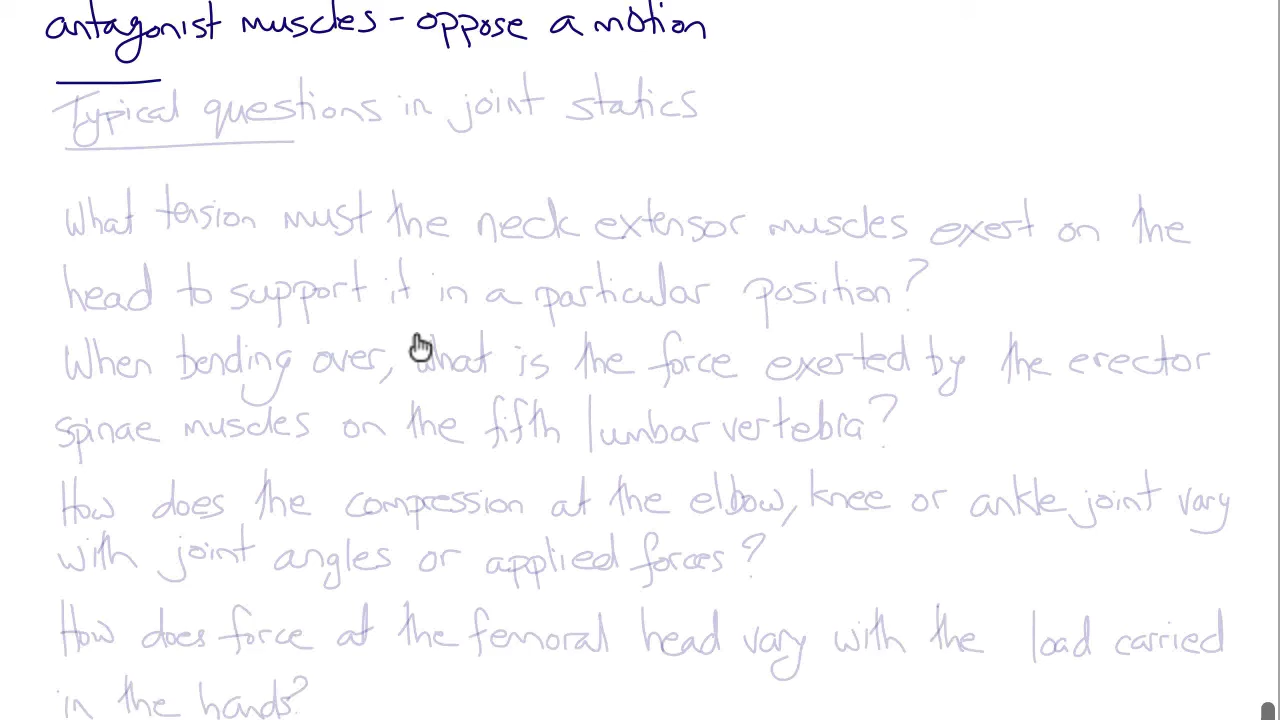 antagonist muscles - oppose a motion
Typical questions in joint statics
What tension must the neck extensor muscles exert on the
head to support it in a particular position?
When bending over, what is the force exerted by the erector
spinae muscles on the fifth lumbar vertebra?
How does the compression at the elbow, knee or ankle joint vary
with joint angles or applied forces?
How does force at the femoral head vary with the load carried
in the hands?